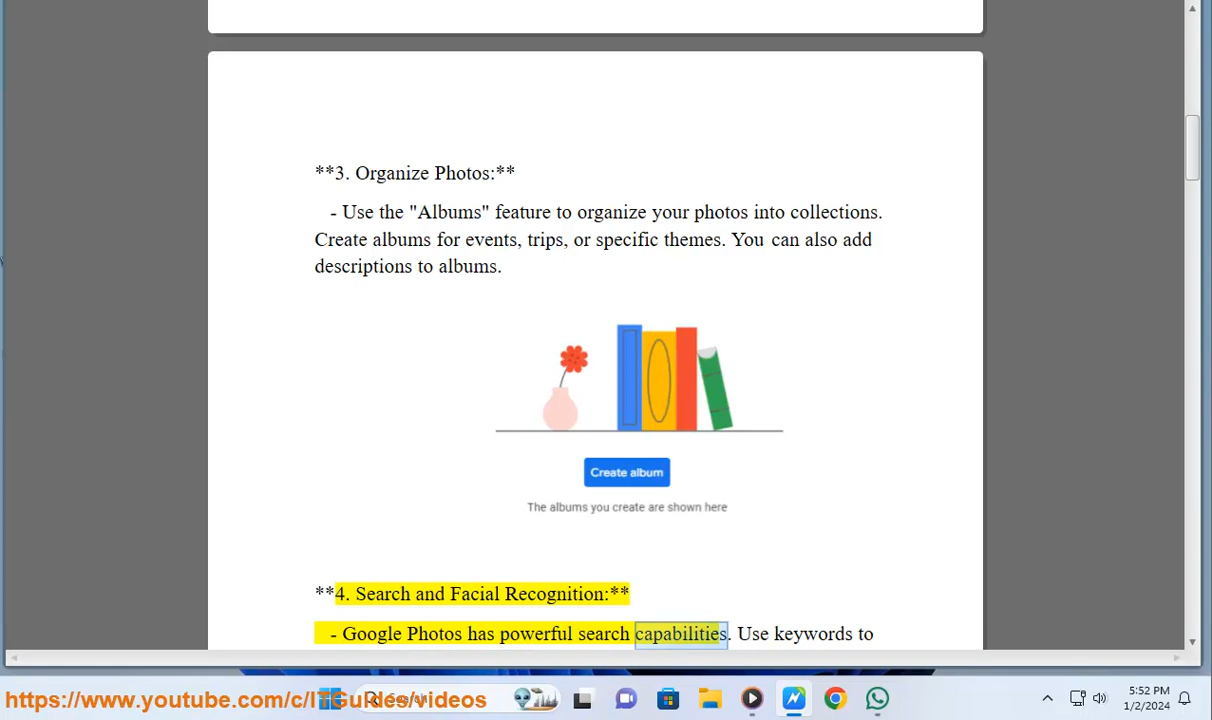 **3. Organize Photos:**
- Use the "Albums" feature to organize your photos into collections.
Create albums for events, trips, or specific themes. You can also add
descriptions to albums.
Create album
The albums you create are shown here
**4. Search and Facial Recognition:**
- Google Photos has powerful search capabilities. Use keywords to
https://www.youtube.com/c/ITGuides/videos
5:52 PM
1/2/2024